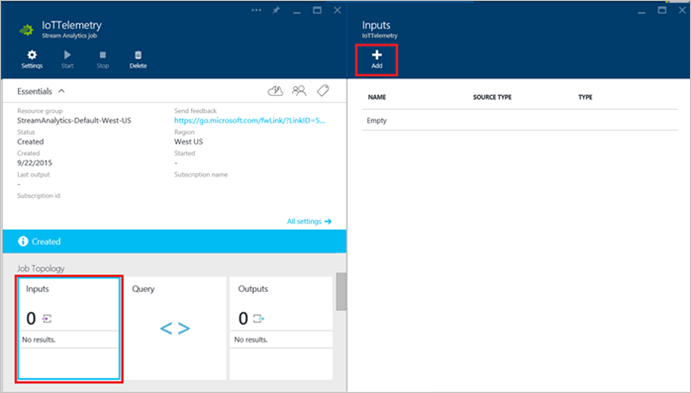 IoTTelemetry
Stream Analytics job
Settings
Start
Stop
Delete
Essentials
Resource group
StreamAnalytics-Default-West-US
Status
Created
Created
9/22/2015
Last output
-
Subscription id
Send feedback
https://go.microsoft.com/fwLink/?LinkID=5...
Region
West US
Started
-
Subscription name
All settings →
Created
Job Topology
Inputs
0
No results.
Query
< >
Outputs
0
No results.
Inputs
IoTTelemetry
Add
NAME SOURCE TYPE TYPE
Empty